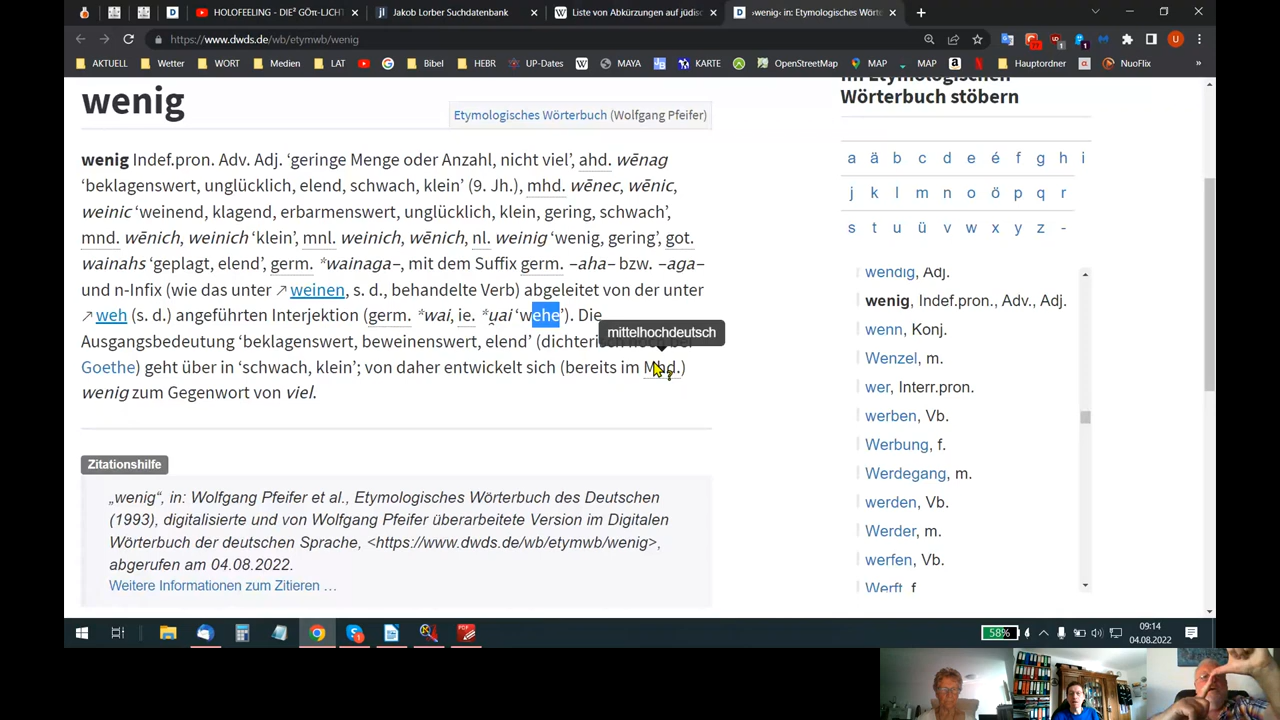 HOLOFEELING - DIE² GÖtt-LJCHT
Jakob Lorber Suchdatenbank
Liste von Abkürzungen auf jüdisc
›wenig‹ in: Etymologisches Wörte
https://www.dwds.de/wb/etymwb/wenig
AKTUELL Wetter WORT Medien LAT Bibel HEBR UP-Dates MAYA KARTE OpenStreetMap MAP MAP Hauptordner NuoFlix »
wenig
Etymologisches Wörterbuch (Wolfgang Pfeifer)
wenig Indef.pron. Adv. Adj. ‘geringe Menge oder Anzahl, nicht viel’, ahd. wēnag
‘beklagenswert, unglücklich, elend, schwach, klein’ (9. Jh.), mhd. wēnec, wēnic,
weinic ‘weinend, klagend, erbarmenswert, unglücklich, klein, gering, schwach’,
mnd. wēnich, weinich ‘klein’, mnl. weinich, wēnich, nl. weinig ‘wenig, gering’, got.
wainahs ‘geplagt, elend’, germ. *wainaga–, mit dem Suffix germ. –aha– bzw. –aga–
und n-Infix (wie das unter ↗ weinen, s. d., behandelte Verb) abgeleitet von der unter
↗ weh (s. d.) angeführten Interjektion (germ. *wai, ie. *u̯ai ‘wehe’). Die
mittelhochdeutsch
Ausgangsbedeutung ‘beklagenswert, beweinenswert, elend’ (dichterisch noch bei
Goethe) geht über in ‘schwach, klein’; von daher entwickelt sich (bereits im Mhd.)
wenig zum Gegenwort von viel.
Zitationshilfe
„wenig“, in: Wolfgang Pfeifer et al., Etymologisches Wörterbuch des Deutschen
(1993), digitalisierte und von Wolfgang Pfeifer überarbeitete Version im Digitalen
Wörterbuch der deutschen Sprache, <https://www.dwds.de/wb/etymwb/wenig>,
abgerufen am 04.08.2022.
Weitere Informationen zum Zitieren …
Im Etymologischen
Wörterbuch stöbern
a ä b c d e é f g h i
j k l m n o ö p q r
s t u ü v w x y z -
wendig, Adj.
wenig, Indef.pron., Adv., Adj.
wenn, Konj.
Wenzel, m.
wer, Interr.pron.
werben, Vb.
Werbung, f.
Werdegang, m.
werden, Vb.
Werder, m.
werfen, Vb.
Werft, f
58%
09:14
04.08.2022